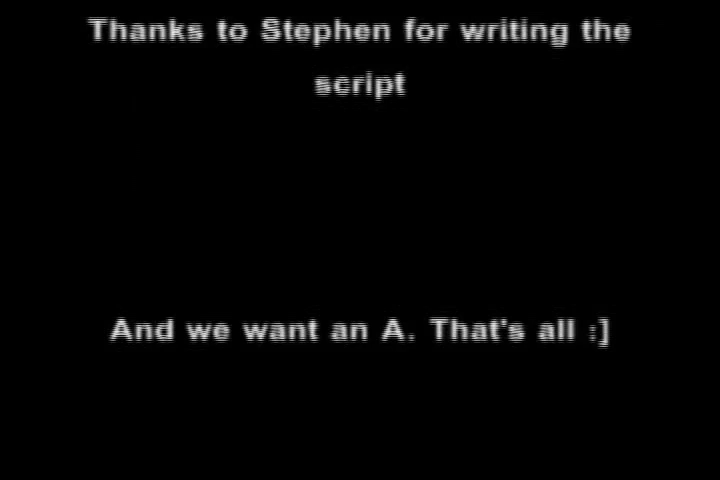 Thanks to Stephen for writing the
script
And we want an A. That's all :]